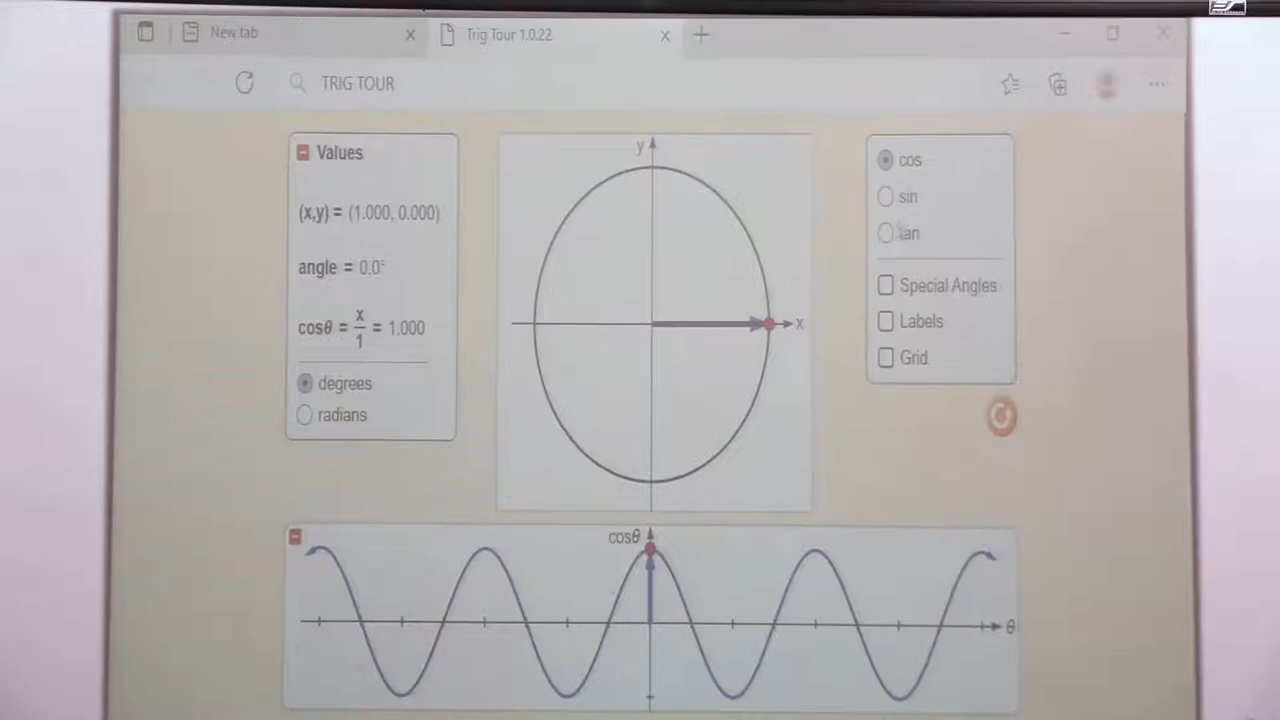 New tab
Trig Tour 1.0.22
TRIG TOUR
Values
(x,y) = (1.000, 0.000)
angle = 0.0°
cosθ = x/1 = 1.000
degrees
radians
y
x
cos
sin
tan
Special Angles
Labels
Grid
cosθ
θ